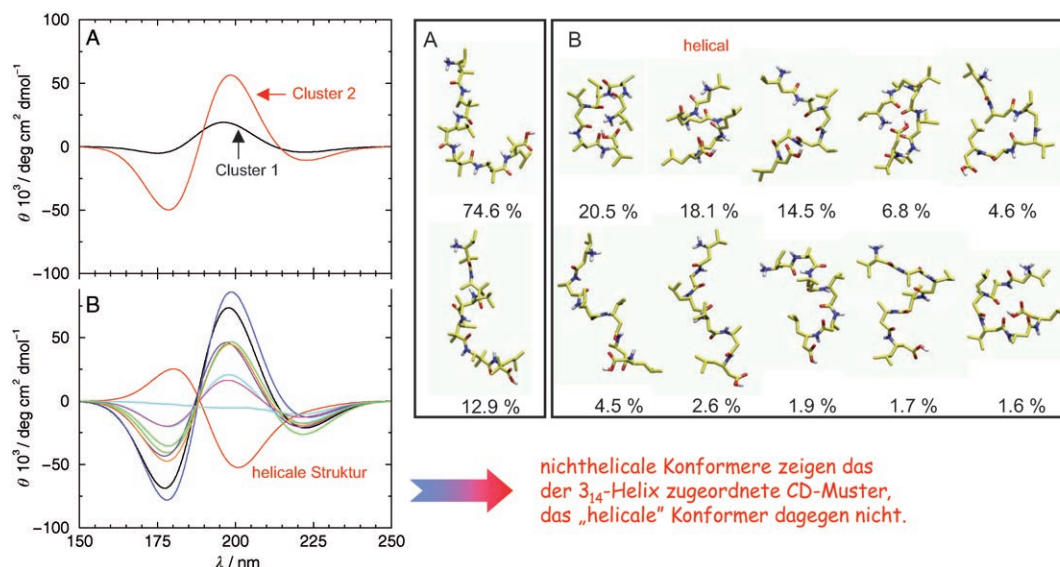 100
A
50
0
−50
−100
Cluster 2
Cluster 1
θ 10³ / deg cm² dmol⁻¹
B
50
0
−50
−100
θ 10³ / deg cm² dmol⁻¹
helicale Struktur
150 175 200 225 250
λ / nm
A
74.6 %
12.9 %
B
helical
20.5 % 18.1 % 14.5 % 6.8 % 4.6 %
4.5 % 2.6 % 1.9 % 1.7 % 1.6 %
nichthelicale Konformere zeigen das
der 3₁₄-Helix zugeordnete CD-Muster,
das „helicale” Konformer dagegen nicht.